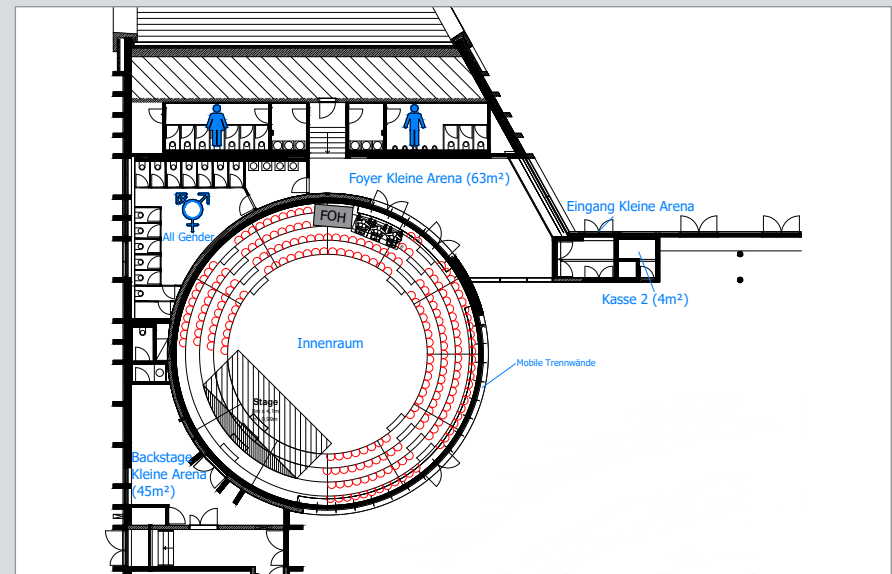 Foyer Kleine Arena (63m²)
Eingang Kleine Arena
FOH
All Gender
Kasse 2 (4m²)
Innenraum
Mobile Trennwände
Stage
Backstage
Kleine Arena
(45m²)